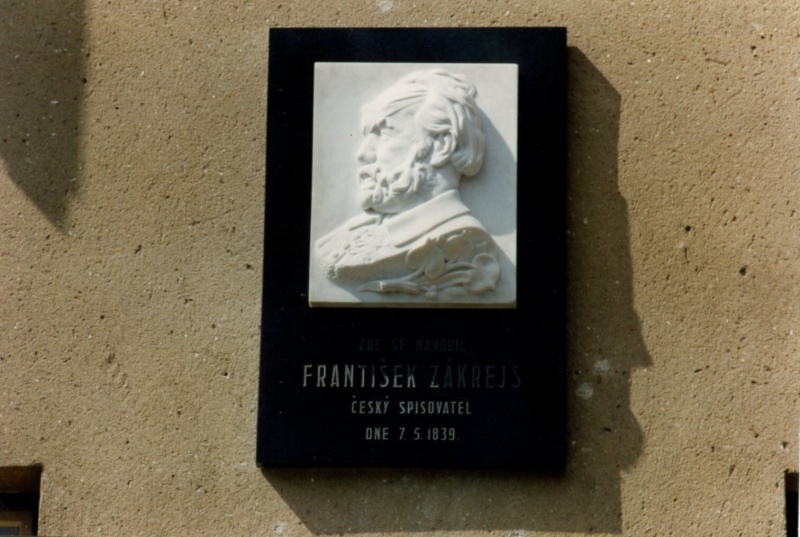 ZDE SE NARODIL
FRANTIŠEK ZÁKREJS
ČESKÝ SPISOVATEL
DNE 7. 5. 1839.